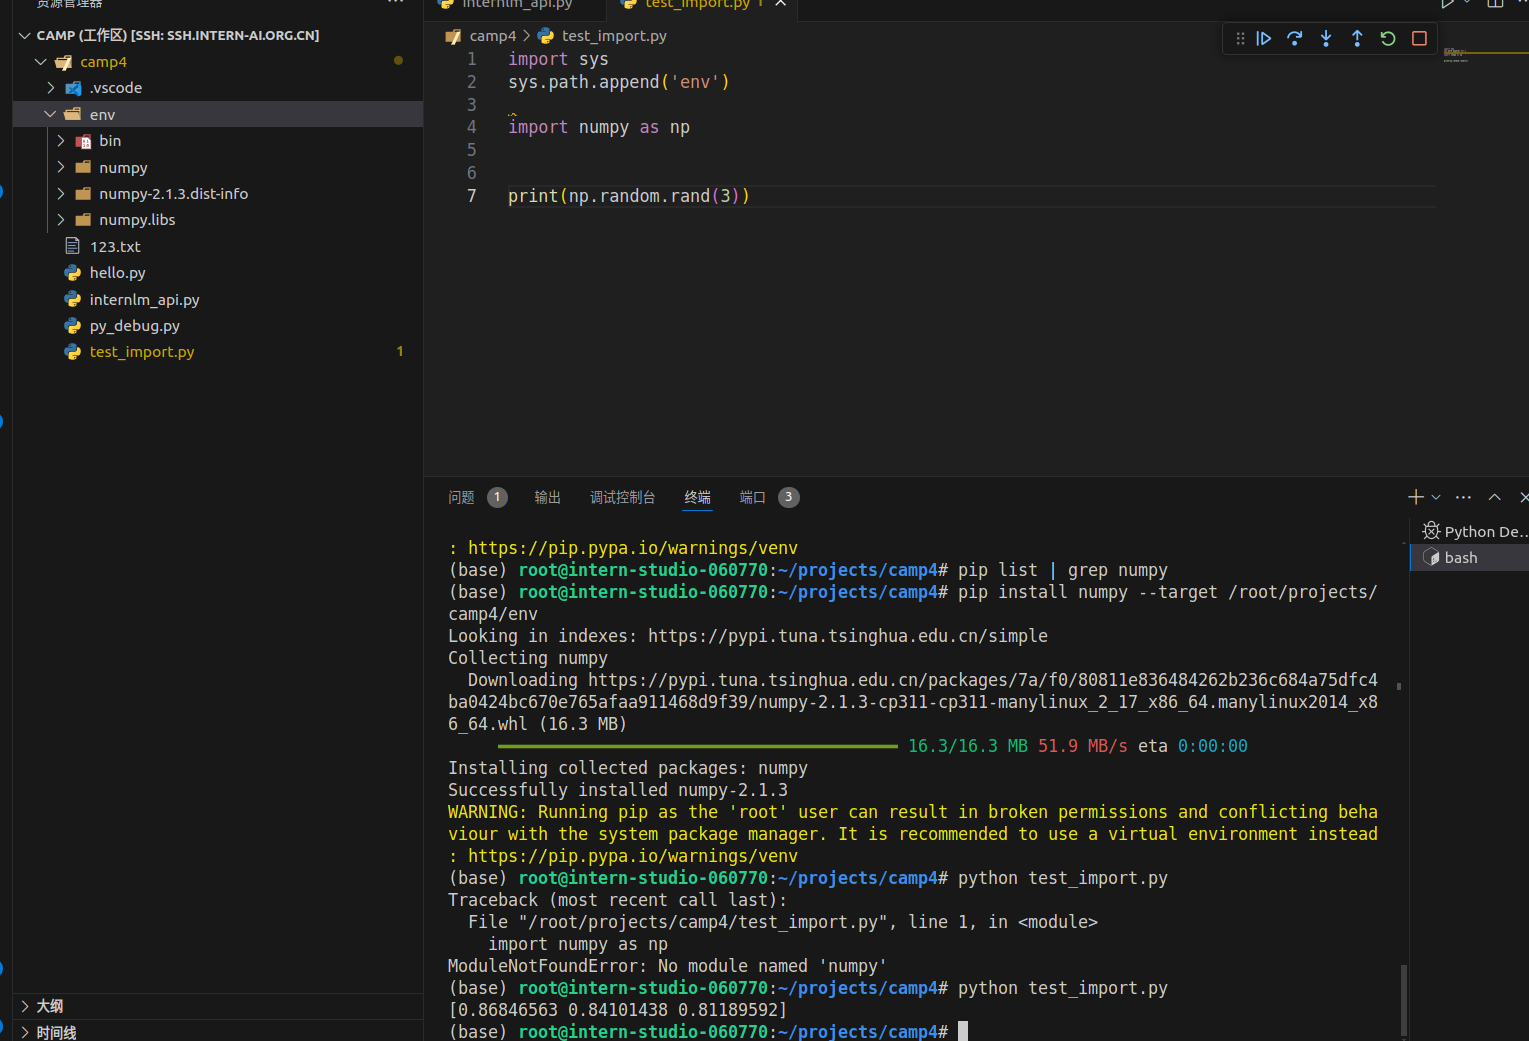 资源管理器
CAMP (工作区) [SSH: SSH.INTERN-AI.ORG.CN]
camp4
.vscode
env
bin
numpy
numpy-2.1.3.dist-info
numpy.libs
123.txt
hello.py
internlm_api.py
py_debug.py
test_import.py 1
大纲
时间线
internlm_api.py
test_import.py 1
camp4 > test_import.py
1 import sys
2 sys.path.append('env')
3
4 import numpy as np
5
6
7 print(np.random.rand(3))
问题 1 输出 调试控制台 终端 端口 3
Python De...
bash
: https://pip.pypa.io/warnings/venv
(base) root@intern-studio-060770:~/projects/camp4# pip list | grep numpy
(base) root@intern-studio-060770:~/projects/camp4# pip install numpy --target /root/projects/
camp4/env
Looking in indexes: https://pypi.tuna.tsinghua.edu.cn/simple
Collecting numpy
Downloading https://pypi.tuna.tsinghua.edu.cn/packages/7a/f0/80811e836484262b236c684a75dfc4
ba0424bc670e765afaa911468d9f39/numpy-2.1.3-cp311-cp311-manylinux_2_17_x86_64.manylinux2014_x8
6_64.whl (16.3 MB)
16.3/16.3 MB 51.9 MB/s eta 0:00:00
Installing collected packages: numpy
Successfully installed numpy-2.1.3
WARNING: Running pip as the 'root' user can result in broken permissions and conflicting beha
viour with the system package manager. It is recommended to use a virtual environment instead
: https://pip.pypa.io/warnings/venv
(base) root@intern-studio-060770:~/projects/camp4# python test_import.py
Traceback (most recent call last):
File "/root/projects/camp4/test_import.py", line 1, in <module>
import numpy as np
ModuleNotFoundError: No module named 'numpy'
(base) root@intern-studio-060770:~/projects/camp4# python test_import.py
[0.86846563 0.84101438 0.81189592]
(base) root@intern-studio-060770:~/projects/camp4#